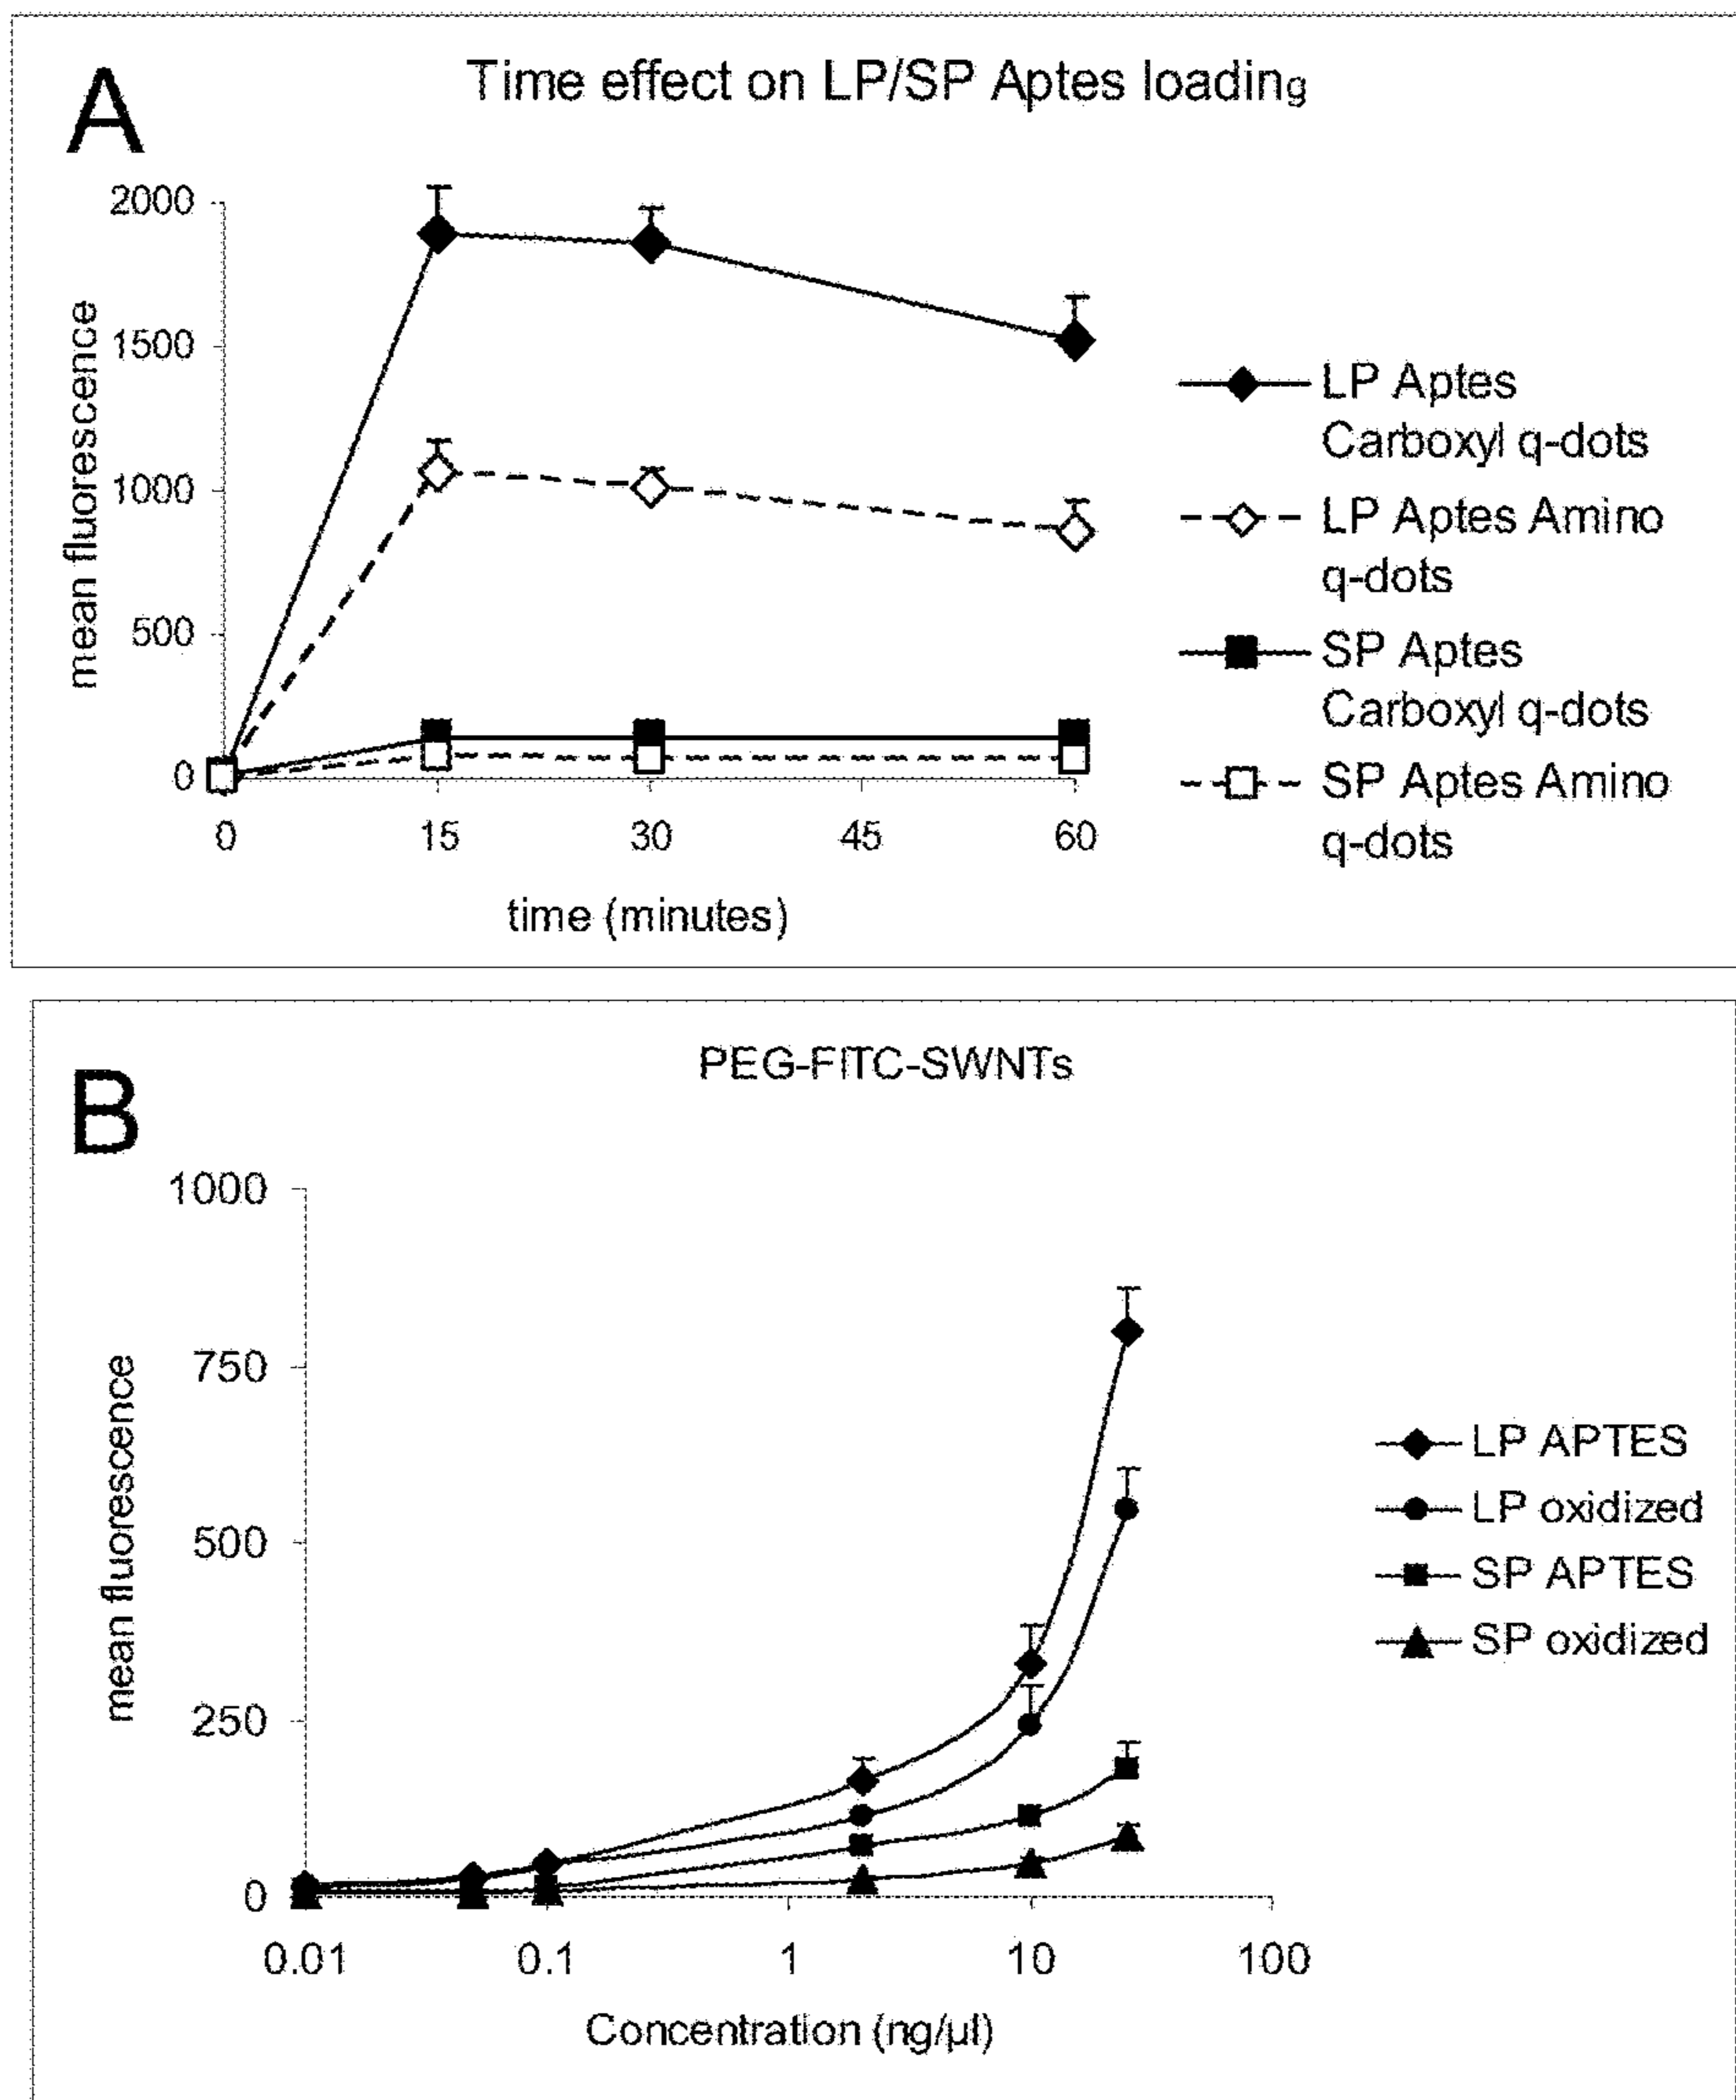 A
Time effect on LP/SP Aptes loading
mean fluorescence
2000
1500
1000
500
0
0 15 30 45 60
time (minutes)
LP Aptes
Carboxyl q-dots
LP Aptes Amino
q-dots
SP Aptes
Carboxyl q-dots
SP Aptes Amino
q-dots
B
PEG-FITC-SWNTs
mean fluorescence
1000
750
500
250
0
0.01 0.1 1 10 100
Concentration (ng/µl)
LP APTES
LP oxidized
SP APTES
SP oxidized